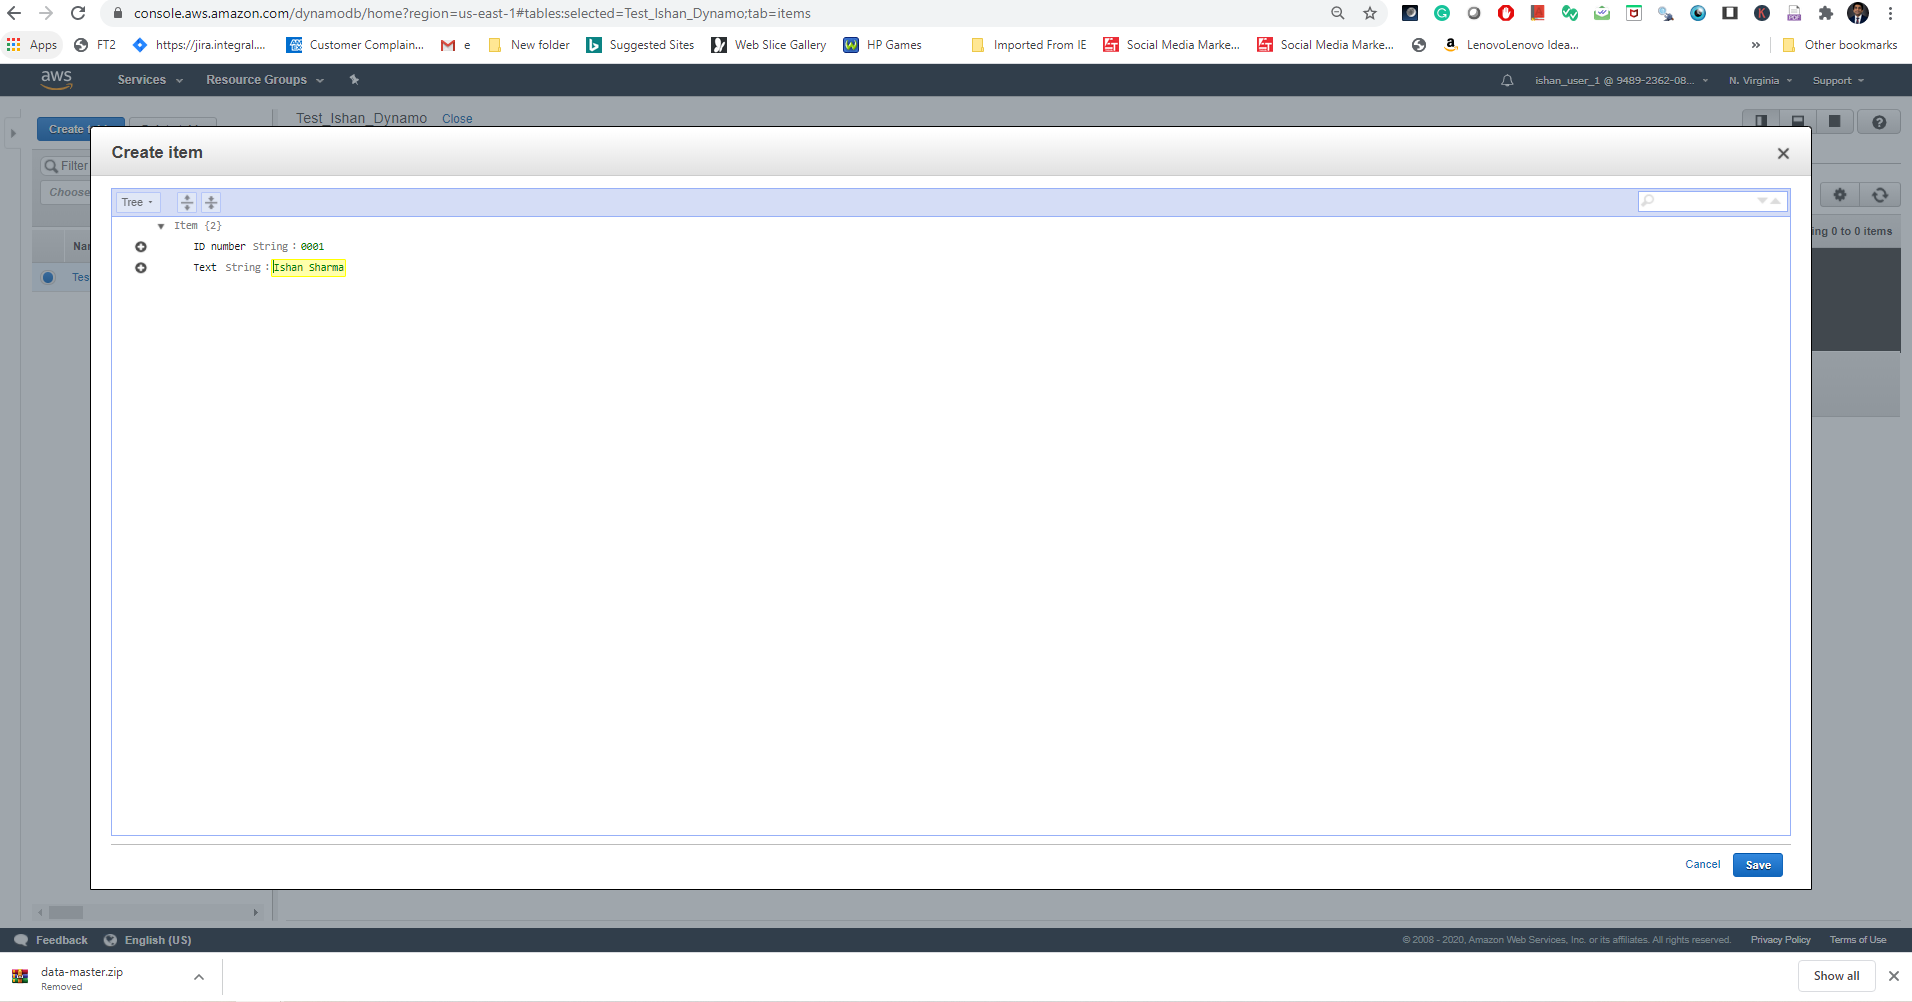 console.aws.amazon.com/dynamodb/home?region=us-east-1#tables:selected=Test_Ishan_Dynamo;tab=items
Apps FT2 https://jira.integral.... Customer Complain... e New folder Suggested Sites Web Slice Gallery HP Games Imported From IE Social Media Marke... Social Media Marke... LenovoLenovo Idea... » Other bookmarks
aws Services Resource Groups ishan_user_1 @ 9489-2362-08... N. Virginia Support
Test_Ishan_Dynamo Close
Create
Create item
Filter
Choose
Tree
Item {2}
ing 0 to 0 items
ID number String : 0001
Text String : Ishan Sharma
Cancel Save
Feedback English (US) © 2008 - 2020, Amazon Web Services, Inc. or its affiliates. All rights reserved. Privacy Policy Terms of Use
data-master.zip
Removed
Show all